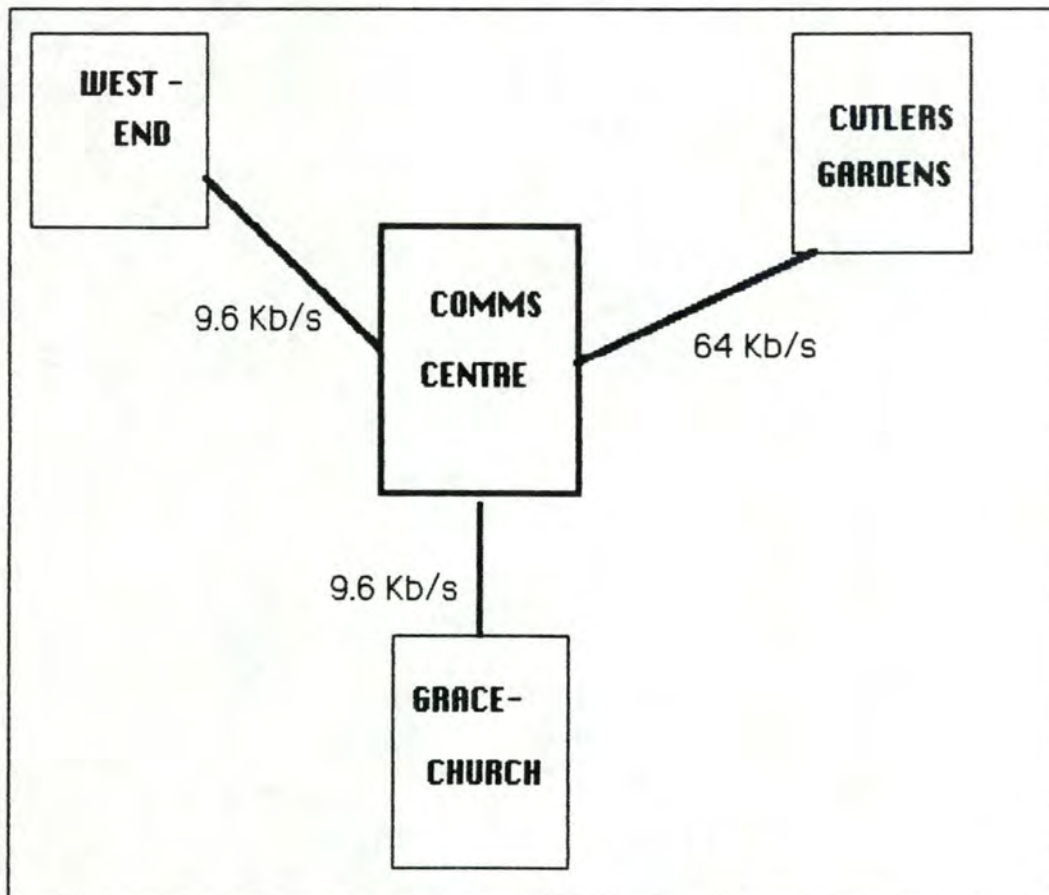 WEST -
END
CUTLERS
GARDENS
COMMS
CENTRE
9.6 Kb/s
64 Kb/s
9.6 Kb/s
GRACE-
CHURCH